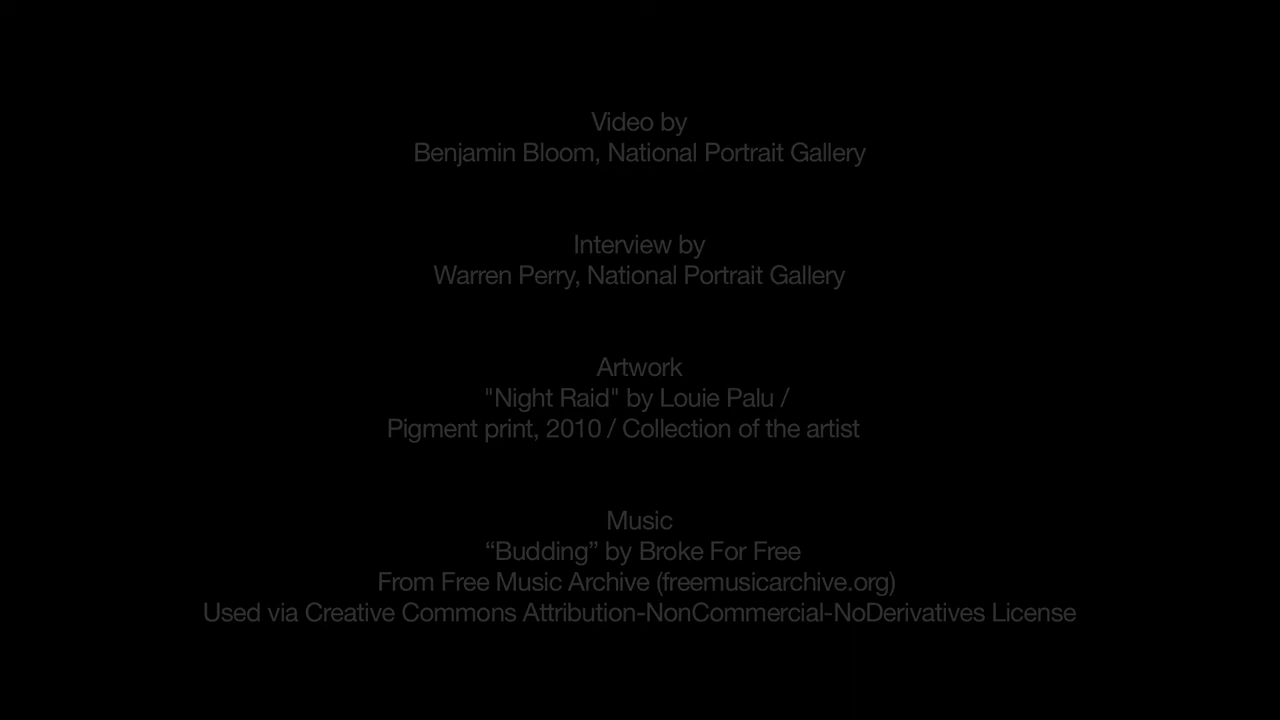 Video by
Benjamin Bloom, National Portrait Gallery
Interview by
Warren Perry, National Portrait Gallery
Artwork
"Night Raid" by Louie Palu /
Pigment print, 2010 / Collection of the artist
Music
“Budding” by Broke For Free
From Free Music Archive (freemusicarchive.org)
Used via Creative Commons Attribution-NonCommercial-NoDerivatives License